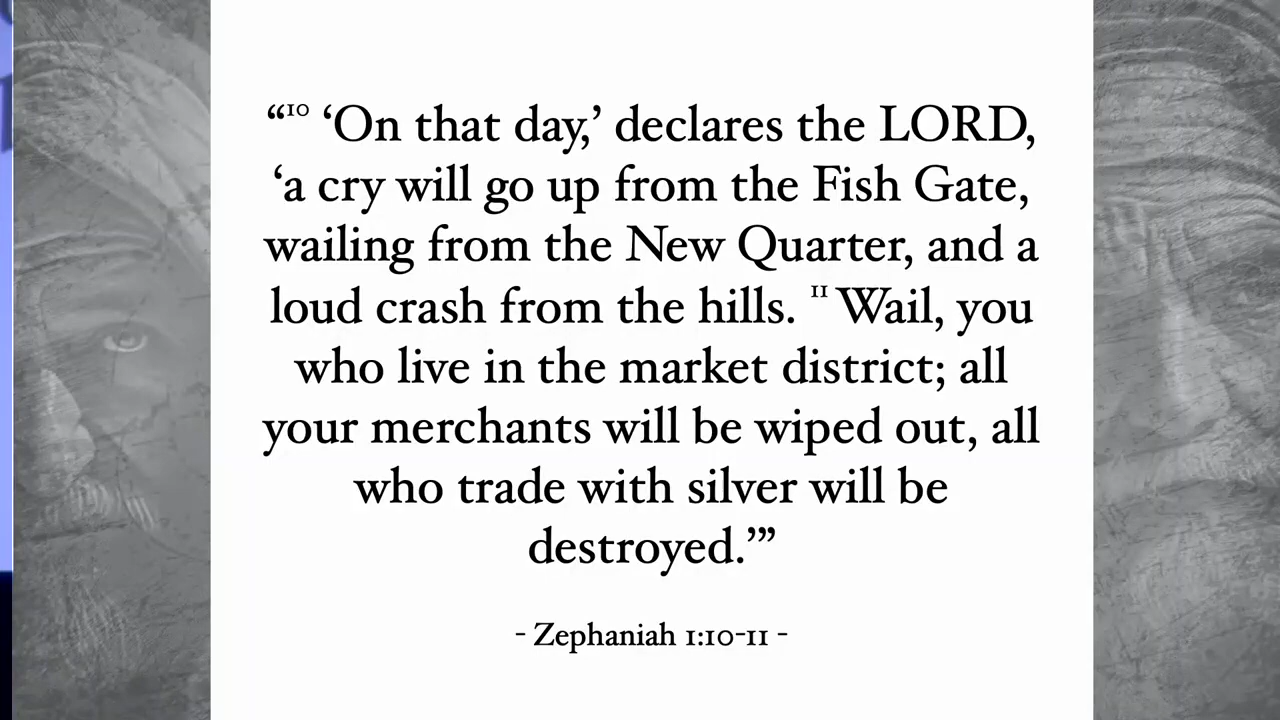 “¹⁰ ‘On that day,’ declares the LORD,
‘a cry will go up from the Fish Gate,
wailing from the New Quarter, and a
loud crash from the hills. ¹¹ Wail, you
who live in the market district; all
your merchants will be wiped out, all
who trade with silver will be
destroyed.’”
- Zephaniah 1:10-11 -